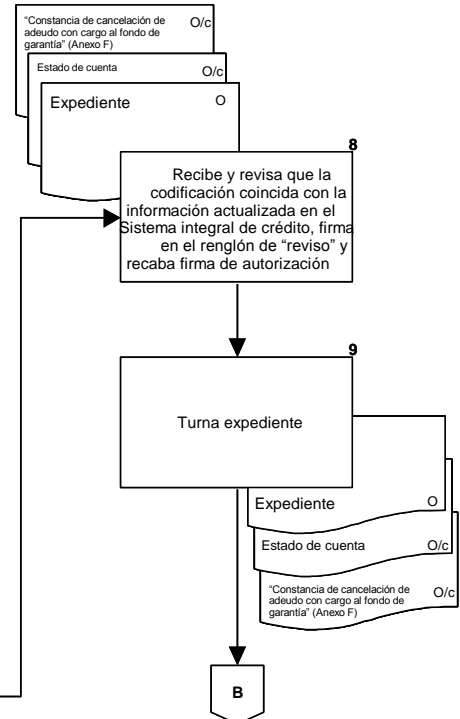 “Constancia de cancelación de
adeudo con cargo al fondo de
garantía” (Anexo F)
O/c
Estado de cuenta
O/c
Expediente
O
8
Recibe y revisa que la
codificación coincida con la
información actualizada en el
Sistema integral de crédito, firma
en el renglón de “reviso” y
recaba firma de autorización
9
Turna expediente
Expediente
O
Estado de cuenta
O/c
“Constancia de cancelación de
adeudo con cargo al fondo de
garantía” (Anexo F)
O/c
B